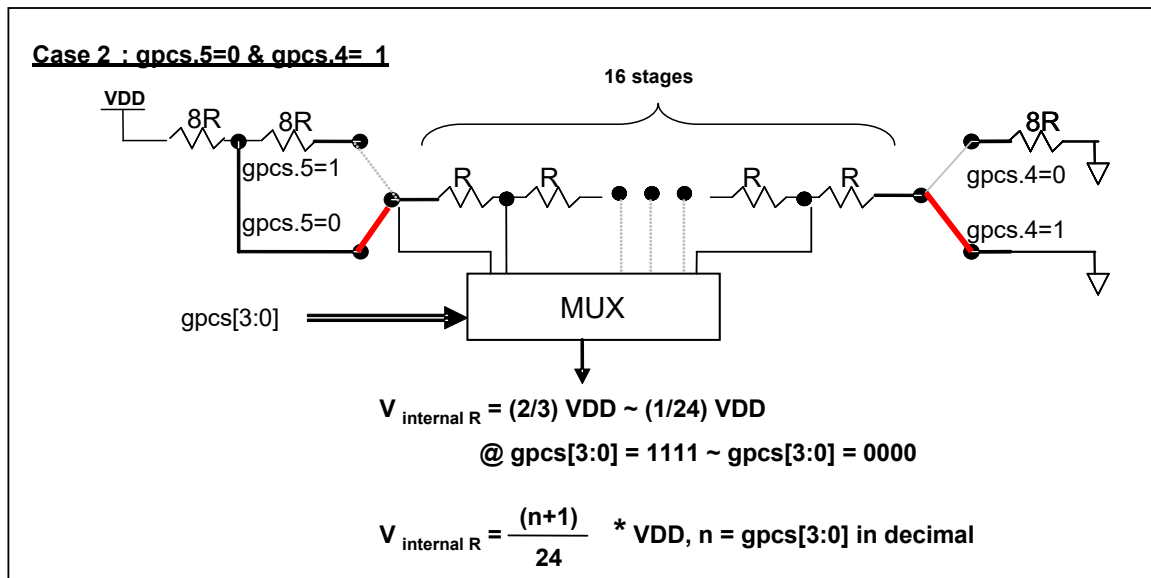 Case 2 : gpcs.5=0 & gpcs.4= 1
16 stages
VDD
8R 8R 8R
gpcs.5=1
R R R R
gpcs.4=0
gpcs.5=0
gpcs.4=1
MUX
gpcs[3:0]
V internal R = (2/3) VDD ~ (1/24) VDD
@ gpcs[3:0] = 1111 ~ gpcs[3:0] = 0000
V internal R = (n+1) / 24 * VDD, n = gpcs[3:0] in decimal